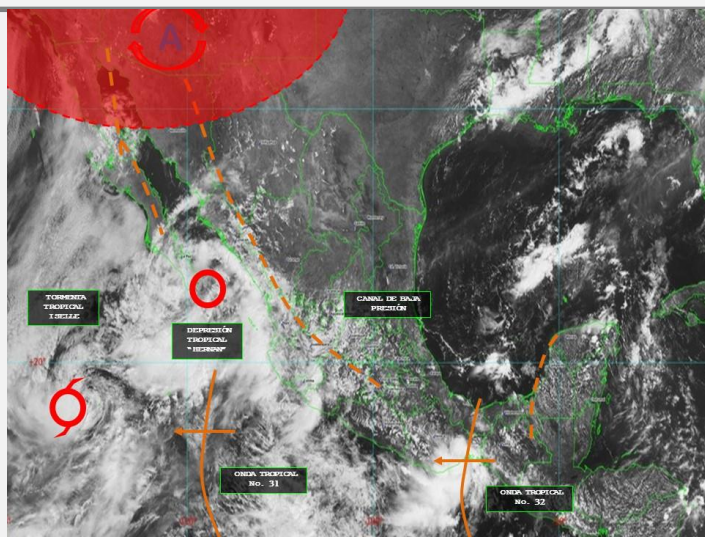 A
TORMENTA
TROPICAL
ISELLE
DEPRESIÓN
TROPICAL
"HERNAN"
CANAL DE BAJA
PRESIÓN
ONDA TROPICAL
No. 31
ONDA TROPICAL
No. 32